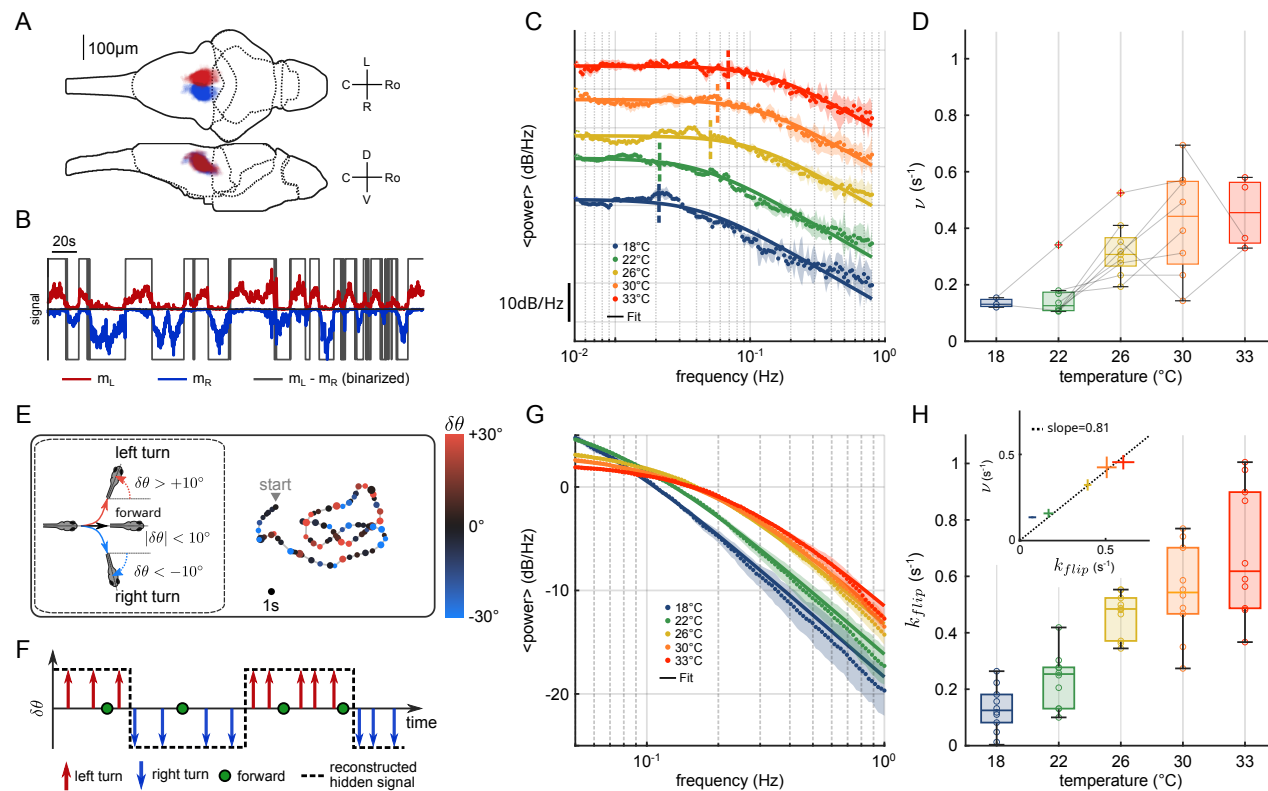 A
100μm
L
C
Ro
R
D
C
Ro
V
B
20s
signal
m_L
m_R
m_L - m_R (binarized)
C
<power> (dB/Hz)
18°C
22°C
26°C
30°C
33°C
Fit
10dB/Hz
10^-2
10^-1
10^0
frequency (Hz)
D
ν (s^-1)
1
0.8
0.6
0.4
0.2
0
18
22
26
30
33
temperature (°C)
E
left turn
δθ > +10°
forward
|δθ| < 10°
δθ < −10°
right turn
start
1s
δθ
+30°
0°
-30°
F
δθ
time
left turn
right turn
forward
reconstructed
hidden signal
G
<power> (dB/Hz)
0
-10
-20
18°C
22°C
26°C
30°C
33°C
Fit
10^-1
10^0
frequency (Hz)
H
k_flip (s^-1)
1
0.8
0.6
0.4
0.2
0
slope=0.81
ν (s^-1)
0.5
0
0
0.5
k_flip (s^-1)
18
22
26
30
33
temperature (°C)